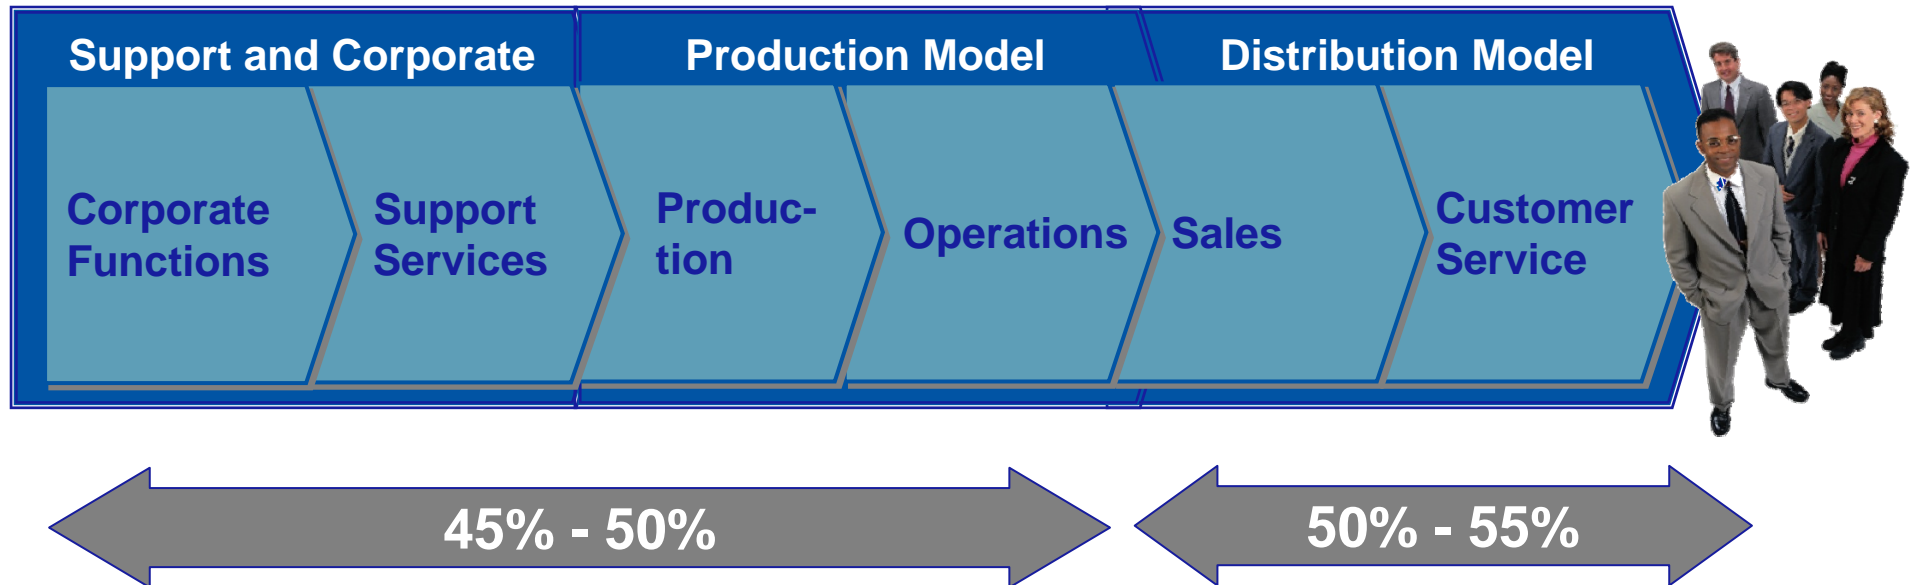 Support and Corporate
Production Model
Distribution Model
Corporate
Functions
Support
Services
Produc-
tion
Operations
Sales
Customer
Service
45% - 50%
50% - 55%